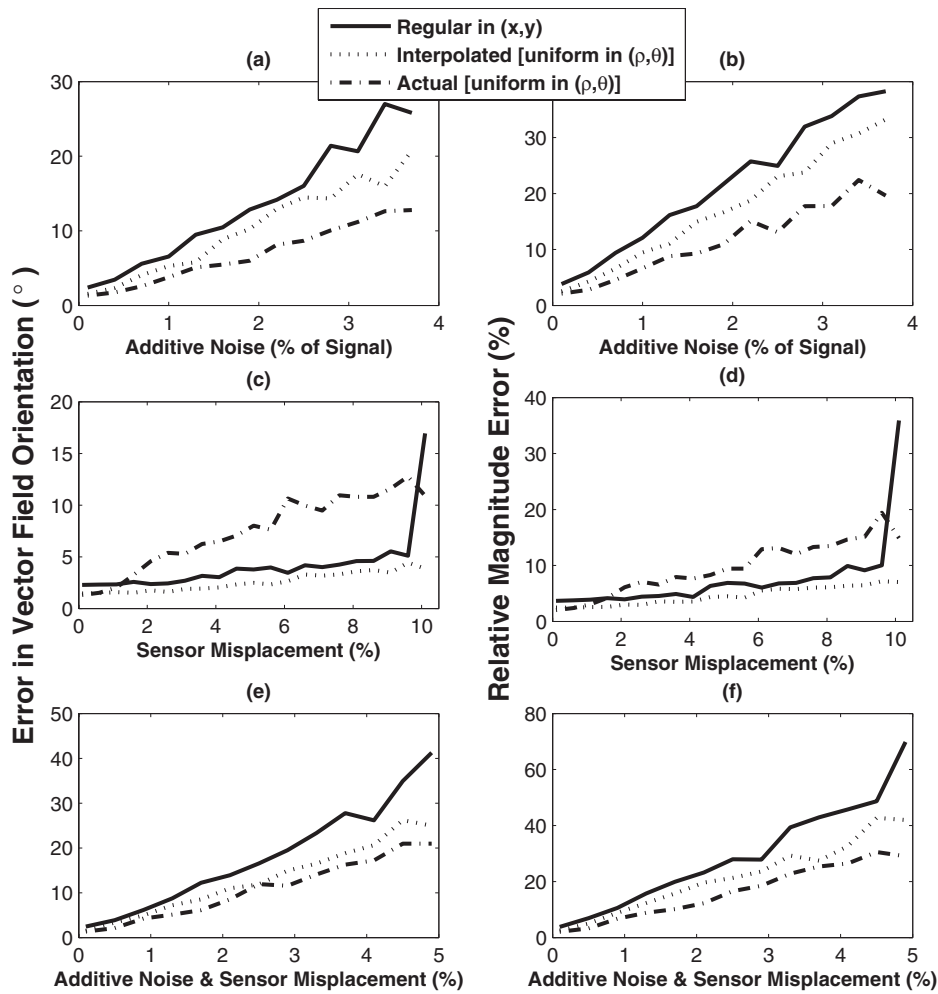 Regular in (x,y)
Interpolated [uniform in (ρ,θ)]
Actual [uniform in (ρ,θ)]
Error in Vector Field Orientation (°)
Relative Magnitude Error (%)
(a)
30
20
10
0
0 1 2 3 4
Additive Noise (% of Signal)
(b)
30
20
10
0
0 1 2 3 4
Additive Noise (% of Signal)
(c)
20
15
10
5
0
0 2 4 6 8 10
Sensor Misplacement (%)
(d)
40
30
20
10
0
0 2 4 6 8 10
Sensor Misplacement (%)
(e)
50
40
30
20
10
0
0 1 2 3 4 5
Additive Noise & Sensor Misplacement (%)
(f)
80
60
40
20
0
0 1 2 3 4 5
Additive Noise & Sensor Misplacement (%)